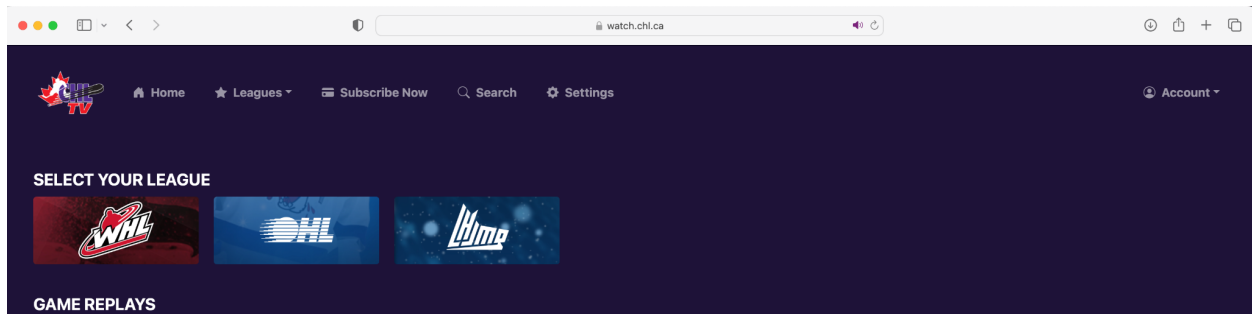 watch.chl.ca
CHL TV
Home
Leagues
Subscribe Now
Search
Settings
Account
SELECT YOUR LEAGUE
WHL
OHL
LHJMQ
GAME REPLAYS